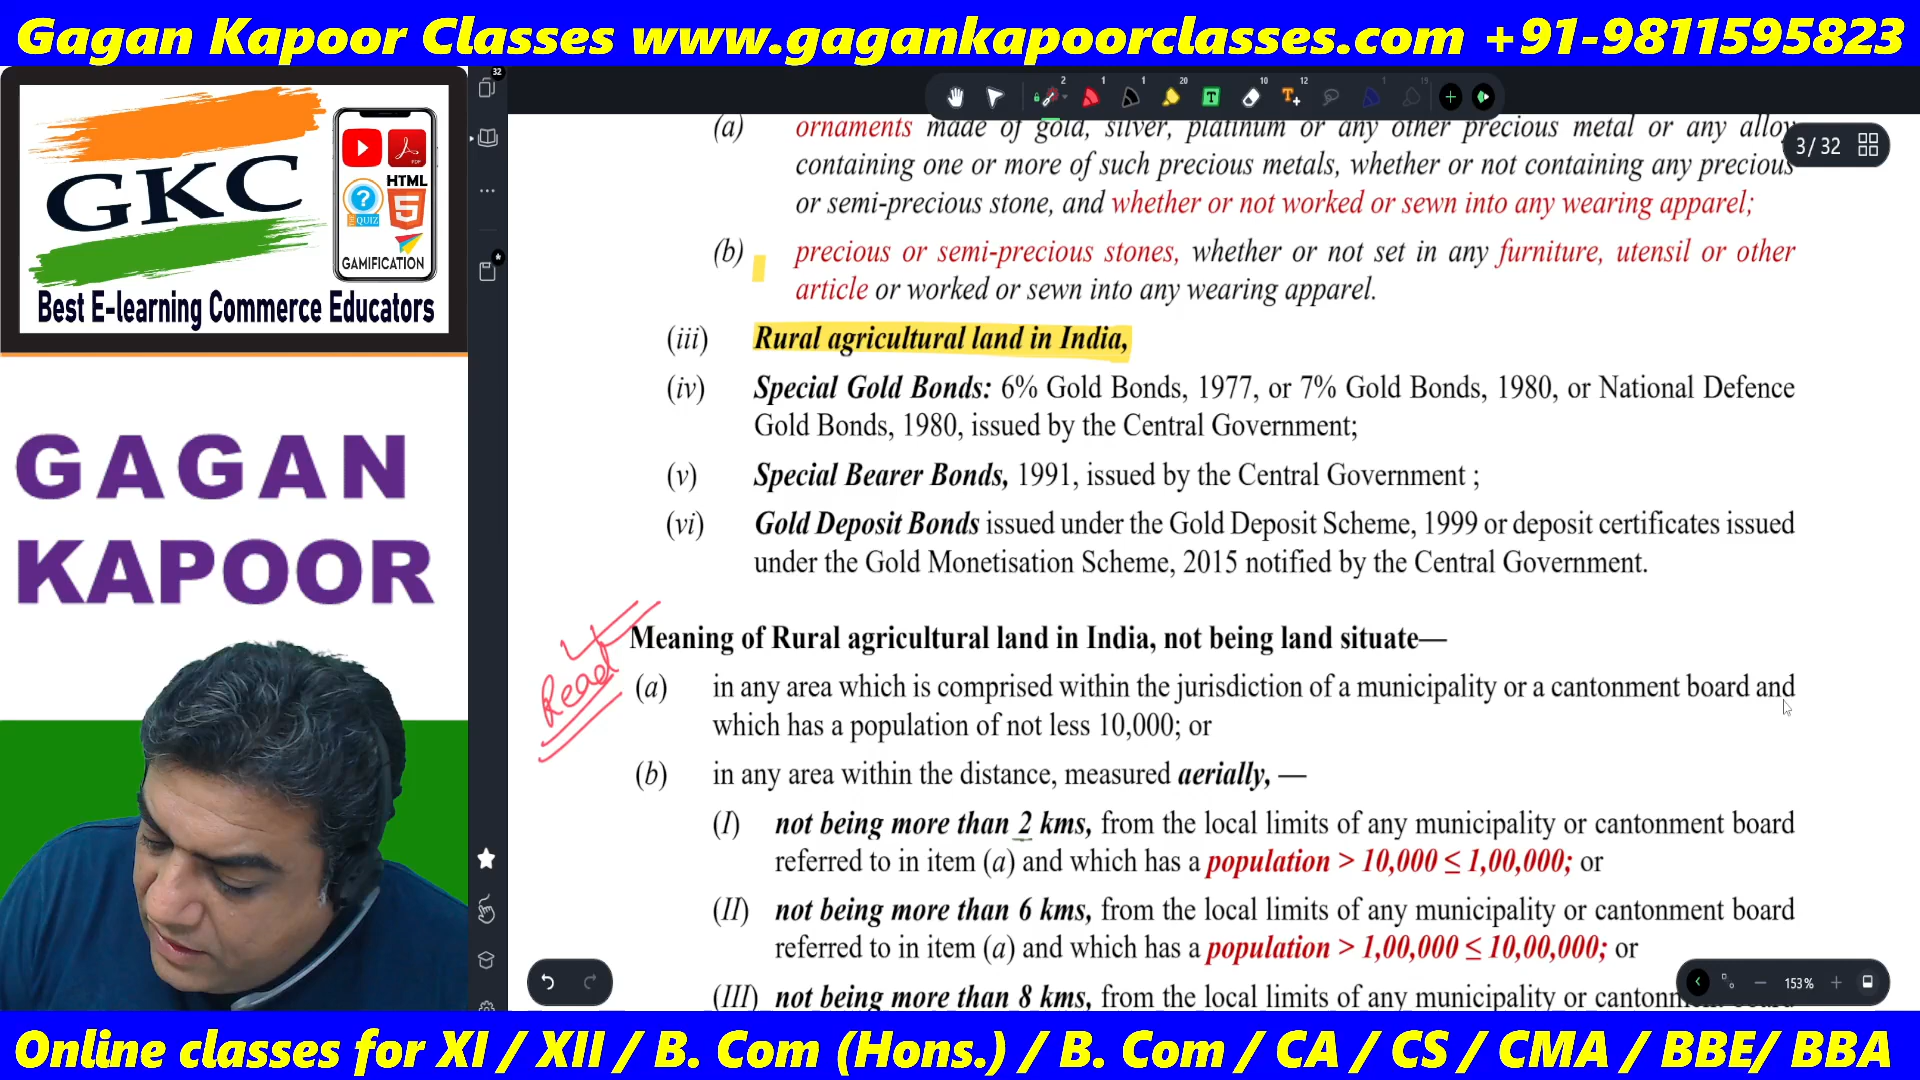 Gagan Kapoor Classes www.gagankapoorclasses.com +91-9811595823
32
2 1 1 20 10 12 1 19
3 / 32
GKC
QUIZ
HTML
5
GAMIFICATION
Best E-learning Commerce Educators
GAGAN
KAPOOR
(a) ornaments made of gold, silver, platinum or any other precious metal or any alloy
containing one or more of such precious metals, whether or not containing any precious
or semi-precious stone, and whether or not worked or sewn into any wearing apparel;
(b) precious or semi-precious stones, whether or not set in any furniture, utensil or other
article or worked or sewn into any wearing apparel.
(iii) Rural agricultural land in India,
(iv) Special Gold Bonds: 6% Gold Bonds, 1977, or 7% Gold Bonds, 1980, or National Defence
Gold Bonds, 1980, issued by the Central Government;
(v) Special Bearer Bonds, 1991, issued by the Central Government ;
(vi) Gold Deposit Bonds issued under the Gold Deposit Scheme, 1999 or deposit certificates issued
under the Gold Monetisation Scheme, 2015 notified by the Central Government.
Read
Meaning of Rural agricultural land in India, not being land situate—
(a) in any area which is comprised within the jurisdiction of a municipality or a cantonment board and
which has a population of not less 10,000; or
(b) in any area within the distance, measured aerially, —
(I) not being more than 2 kms, from the local limits of any municipality or cantonment board
referred to in item (a) and which has a population > 10,000 ≤ 1,00,000; or
(II) not being more than 6 kms, from the local limits of any municipality or cantonment board
referred to in item (a) and which has a population > 1,00,000 ≤ 10,00,000; or
(III) not being more than 8 kms, from the local limits of any municipality or cantonment board
153%
Online classes for XI / XII / B. Com (Hons.) / B. Com / CA / CS / CMA / BBE/ BBA